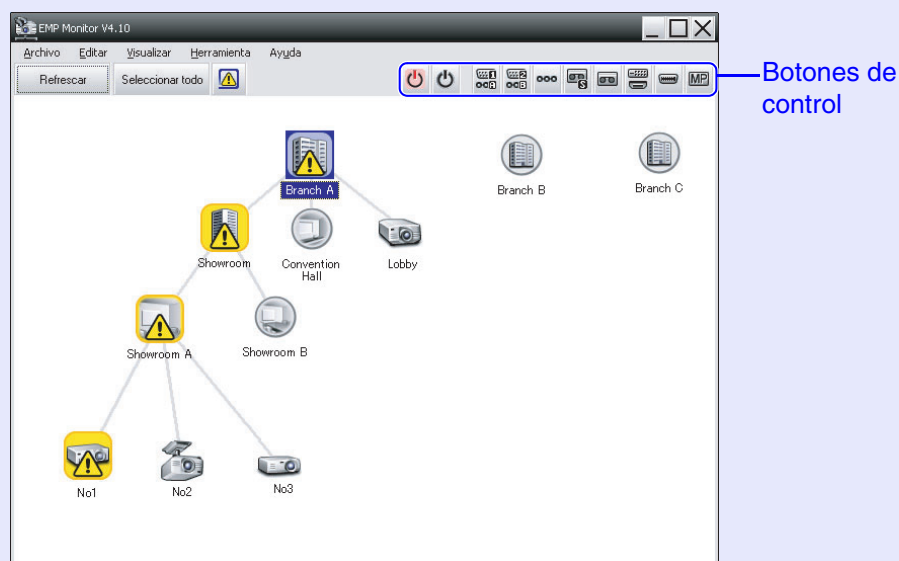 EMP Monitor V4.10
Archivo Editar Visualizar Herramienta Ayuda
Refrescar Seleccionar todo
MP
Botones de
control
Branch A
Branch B
Branch C
Showroom
Convention
Hall
Lobby
Showroom A
Showroom B
No1
No2
No3